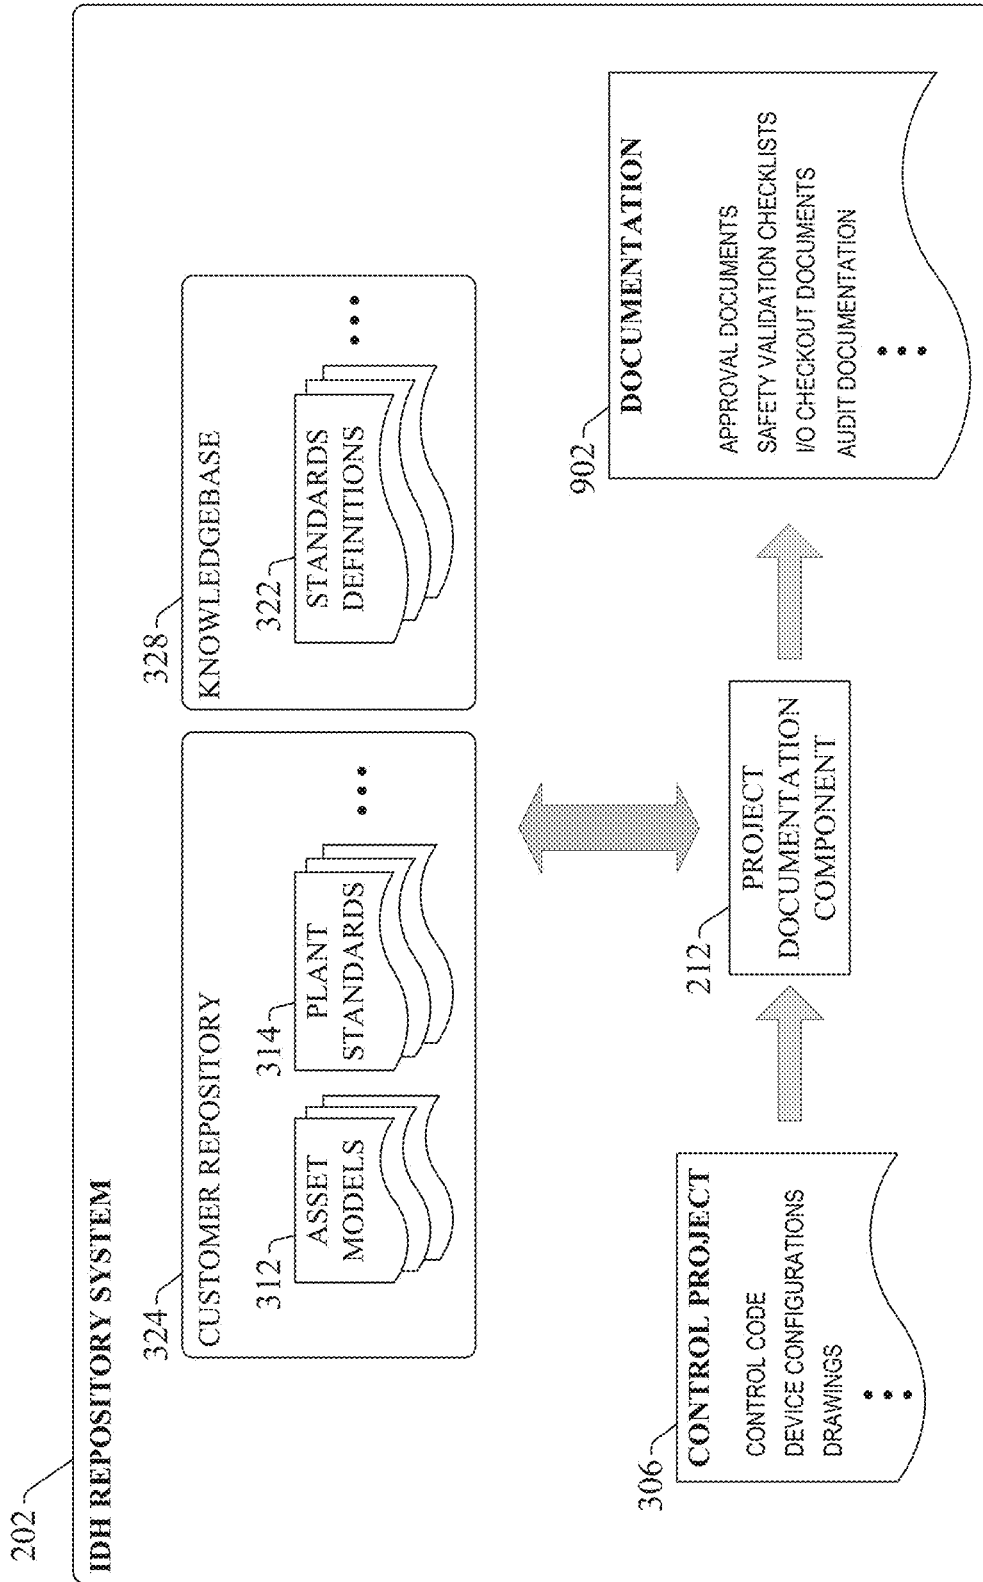 202
IDH REPOSITORY SYSTEM
324
CUSTOMER REPOSITORY
312
ASSET
MODELS
314
PLANT
STANDARDS
328
KNOWLEDGEBASE
322
STANDARDS
DEFINITIONS
306
CONTROL PROJECT
CONTROL CODE
DEVICE CONFIGURATIONS
DRAWINGS
212
PROJECT
DOCUMENTATION
COMPONENT
902
DOCUMENTATION
APPROVAL DOCUMENTS
SAFETY VALIDATION CHECKLISTS
I/O CHECKOUT DOCUMENTS
AUDIT DOCUMENTATION